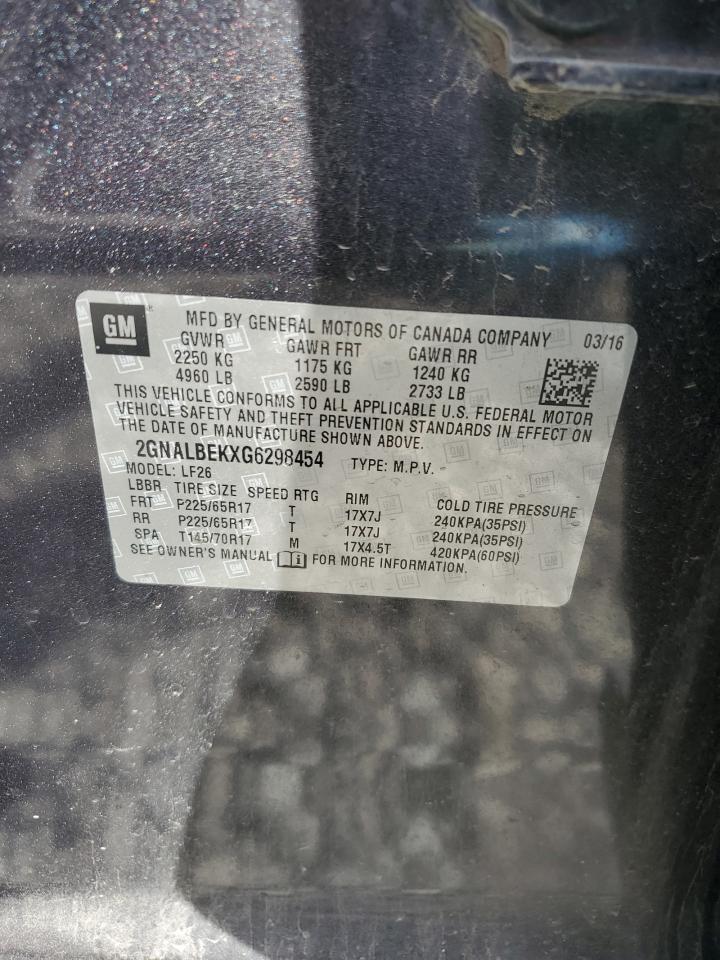 GM
MFD BY GENERAL MOTORS OF CANADA COMPANY 03/16
GVWR GAWR FRT GAWR RR
2250 KG 1175 KG 1240 KG
4960 LB 2590 LB 2733 LB
THIS VEHICLE CONFORMS TO ALL APPLICABLE U.S. FEDERAL MOTOR
VEHICLE SAFETY AND THEFT PREVENTION STANDARDS IN EFFECT ON
THE DATE OF MANUFACTURE SHOWN ABOVE.
2GNALBEKXG6298454 TYPE: M.P.V.
MODEL: LF26
LBBR TIRE SIZE SPEED RTG RIM COLD TIRE PRESSURE
FRT P225/65R17 T 17X7J 240KPA(35PSI)
RR P225/65R17 T 17X7J 240KPA(35PSI)
SPA T145/70R17 M 17X4.5T 420KPA(60PSI)
SEE OWNER'S MANUAL i FOR MORE INFORMATION.